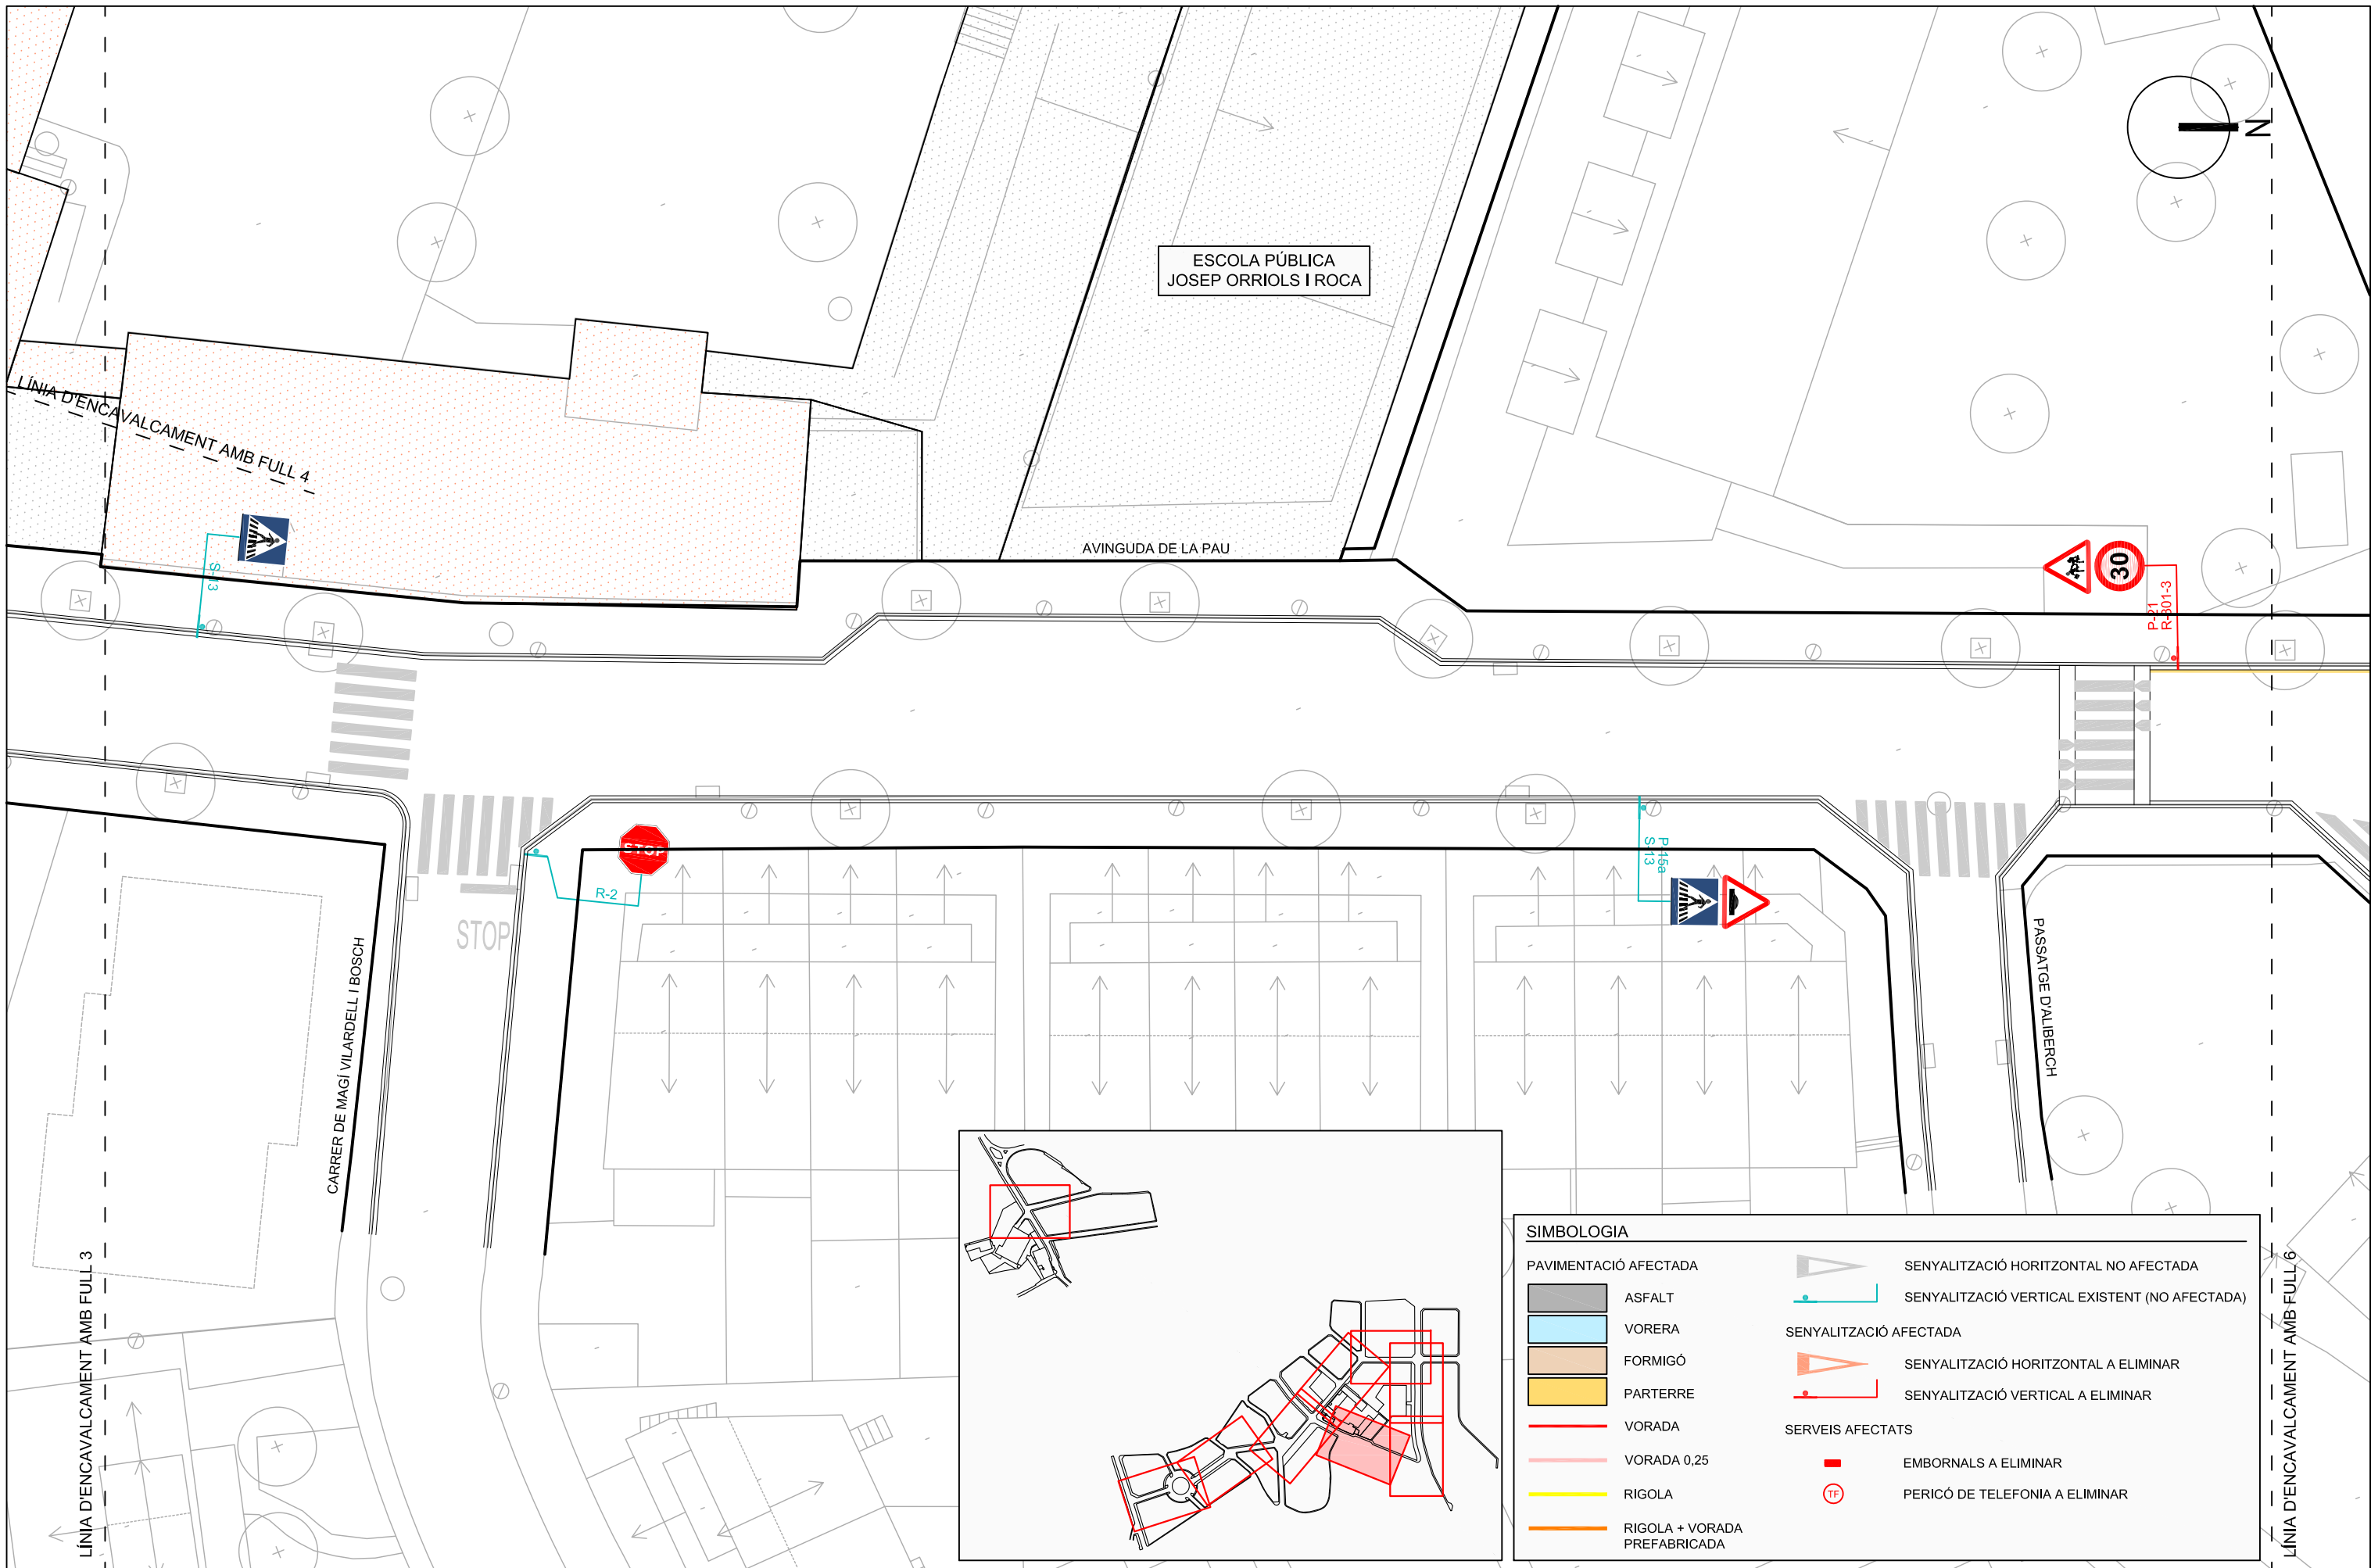 N
ESCOLA PÚBLICA
JOSEP ORRIOLS I ROCA
LÍNIA D'ENCAVALCAMENT AMB FULL 4
S-13
AVINGUDA DE LA PAU
30
P-21
R-301-3
STOP
R-2
STOP
P-15a
S-13
CARRER DE MAGÍ VILARDELL I BOSCH
PASSATGE D'ALIBERCH
LÍNIA D'ENCAVALCAMENT AMB FULL 3
LÍNIA D'ENCAVALCAMENT AMB FULL 6
SIMBOLOGIA
PAVIMENTACIÓ AFECTADA
ASFALT
VORERA
FORMIGÓ
PARTERRE
VORADA
VORADA 0,25
RIGOLA
RIGOLA + VORADA
PREFABRICADA
SENYALITZACIÓ HORITZONTAL NO AFECTADA
SENYALITZACIÓ VERTICAL EXISTENT (NO AFECTADA)
SENYALITZACIÓ AFECTADA
SENYALITZACIÓ HORITZONTAL A ELIMINAR
SENYALITZACIÓ VERTICAL A ELIMINAR
SERVEIS AFECTATS
EMBORNALS A ELIMINAR
TF
PERICÓ DE TELEFONIA A ELIMINAR